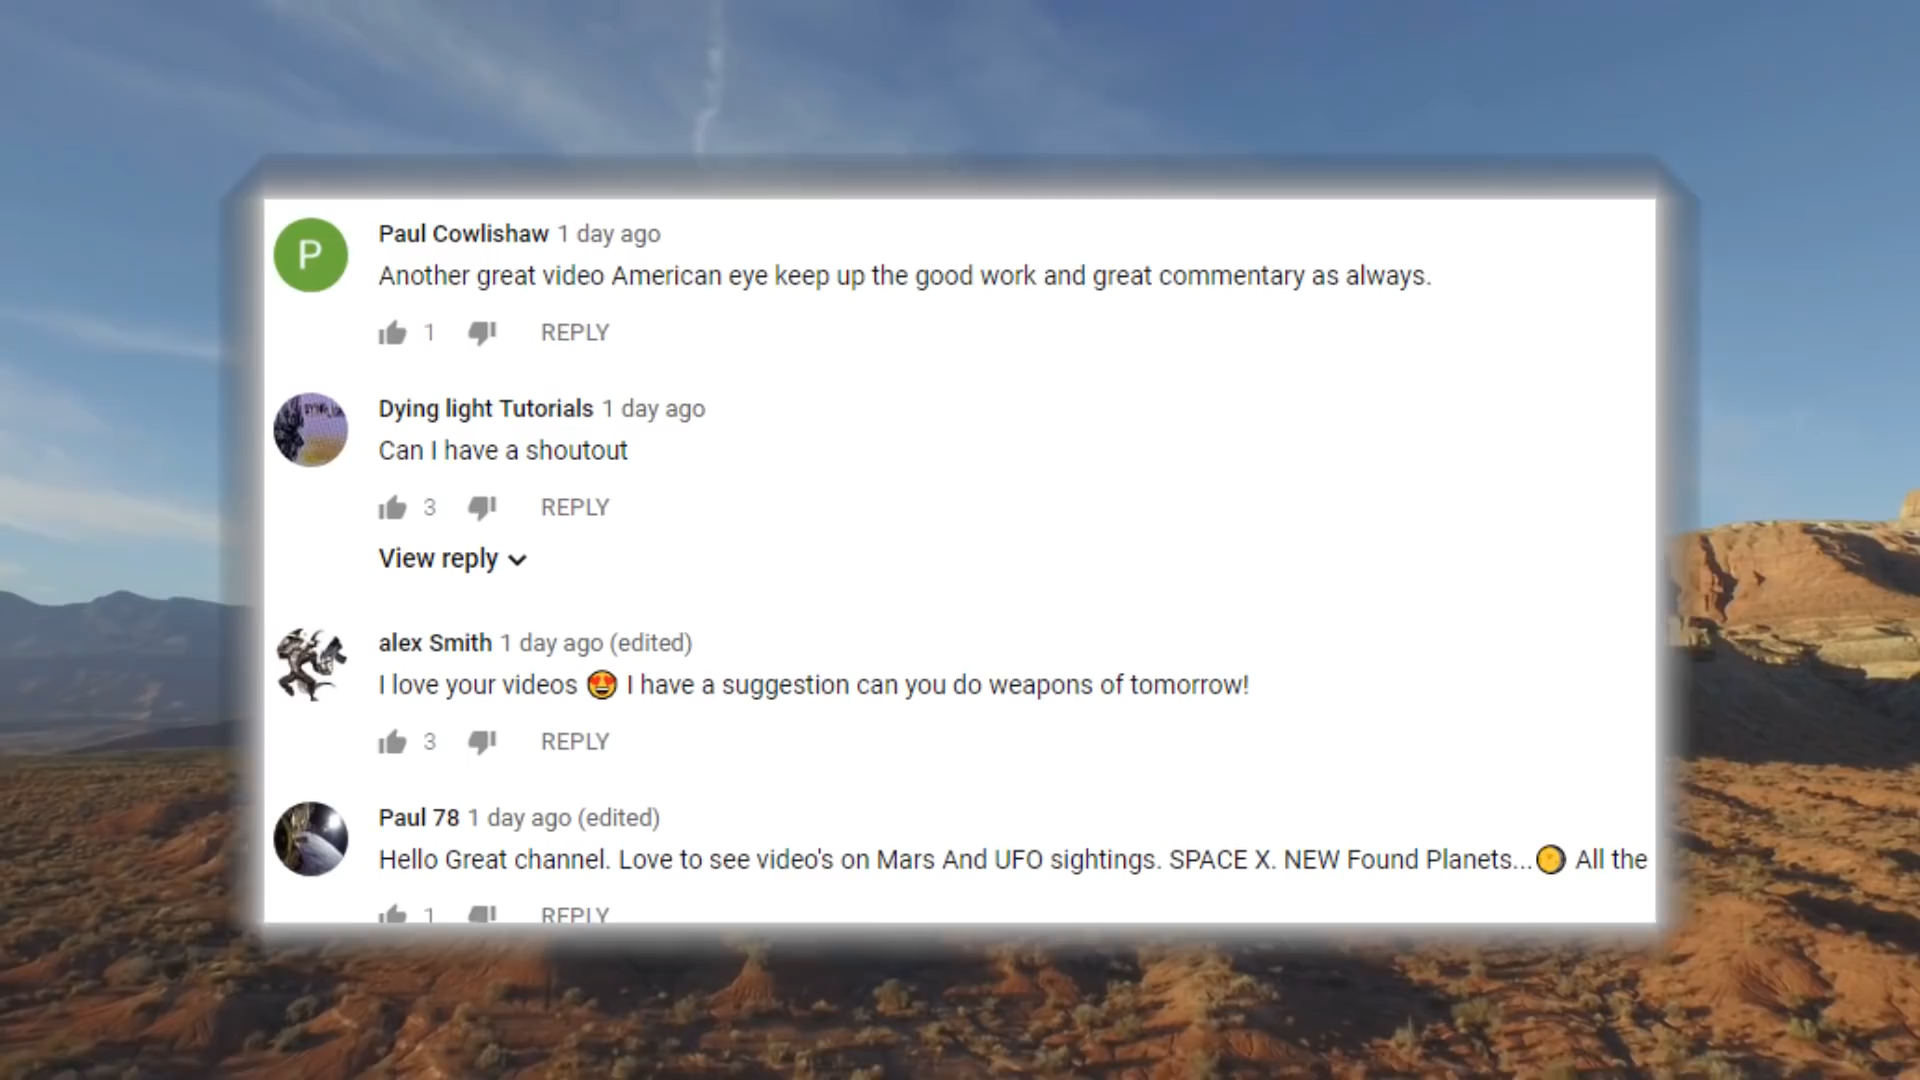 P
Paul Cowlishaw 1 day ago
Another great video American eye keep up the good work and great commentary as always.
1 REPLY
Dying light Tutorials 1 day ago
Can I have a shoutout
3 REPLY
View reply
alex Smith 1 day ago (edited)
I love your videos 😍 I have a suggestion can you do weapons of tomorrow!
3 REPLY
Paul 78 1 day ago (edited)
Hello Great channel. Love to see video's on Mars And UFO sightings. SPACE X. NEW Found Planets... All the
1 REPLY